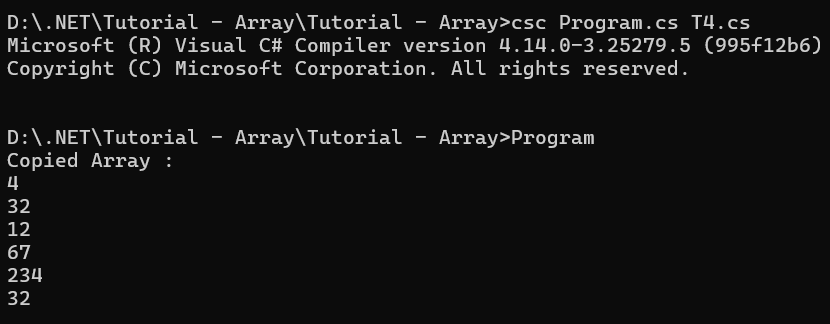 D:\.NET\Tutorial - Array\Tutorial - Array>csc Program.cs T4.cs
Microsoft (R) Visual C# Compiler version 4.14.0-3.25279.5 (995f12b6)
Copyright (C) Microsoft Corporation. All rights reserved.
D:\.NET\Tutorial - Array\Tutorial - Array>Program
Copied Array :
4
32
12
67
234
32